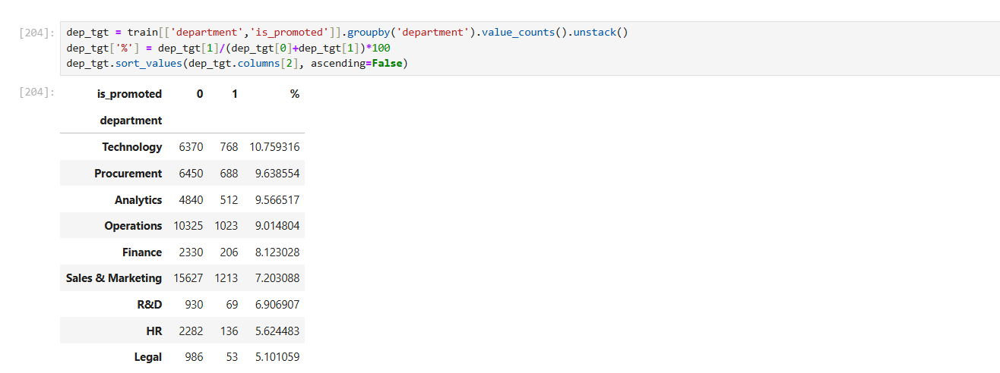 [204]: dep_tgt = train[['department','is_promoted']].groupby('department').value_counts().unstack()
dep_tgt['%'] = dep_tgt[1]/(dep_tgt[0]+dep_tgt[1])*100
dep_tgt.sort_values(dep_tgt.columns[2], ascending=False)
[204]: is_promoted 0 1 %
department
Technology 6370 768 10.759316
Procurement 6450 688 9.638554
Analytics 4840 512 9.566517
Operations 10325 1023 9.014804
Finance 2330 206 8.123028
Sales & Marketing 15627 1213 7.203088
R&D 930 69 6.906907
HR 2282 136 5.624483
Legal 986 53 5.101059